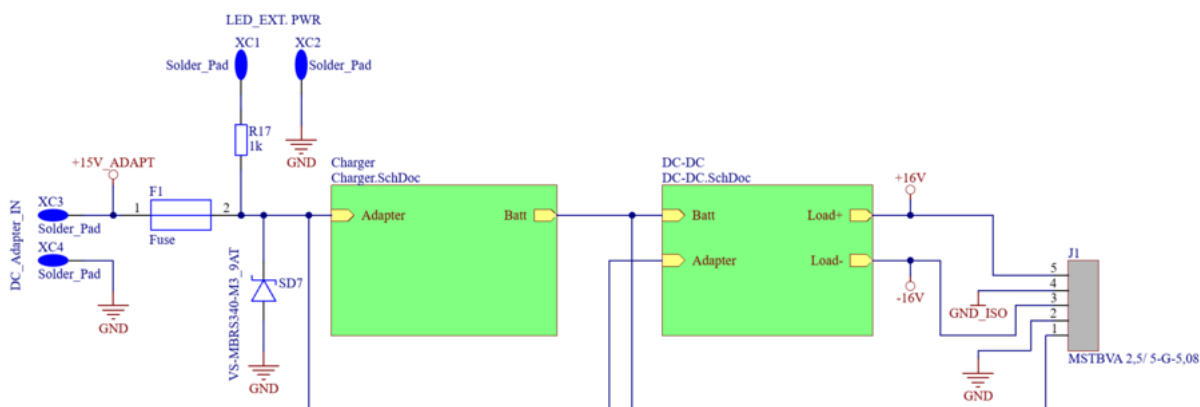 LED_EXT. PWR
XC1
XC2
Solder_Pad
Solder_Pad
R17
1k
GND
+15V_ADAPT
Charger
Charger.SchDoc
DC-DC
DC-DC.SchDoc
+16V
DC_Adapter_IN
XC3
Solder_Pad
XC4
Solder_Pad
GND
1
F1
2
Fuse
Adapter
Batt
Batt
Load+
Adapter
Load-
-16V
VS-MBRS340-M3_9AT
SD7
GND
J1
5
4
3
2
1
GND_ISO
GND
MSTBVA 2,5/ 5-G-5,08